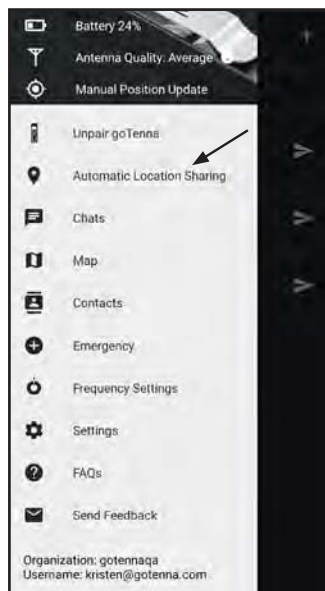 Battery 24%
Antenna Quality: Average
Manual Position Update
Unpair goTenna
Automatic Location Sharing
Chats
Map
Contacts
Emergency
Frequency Settings
Settings
FAQs
Send Feedback
Organization: gotennaqa
Username: kristen@gotenna.com